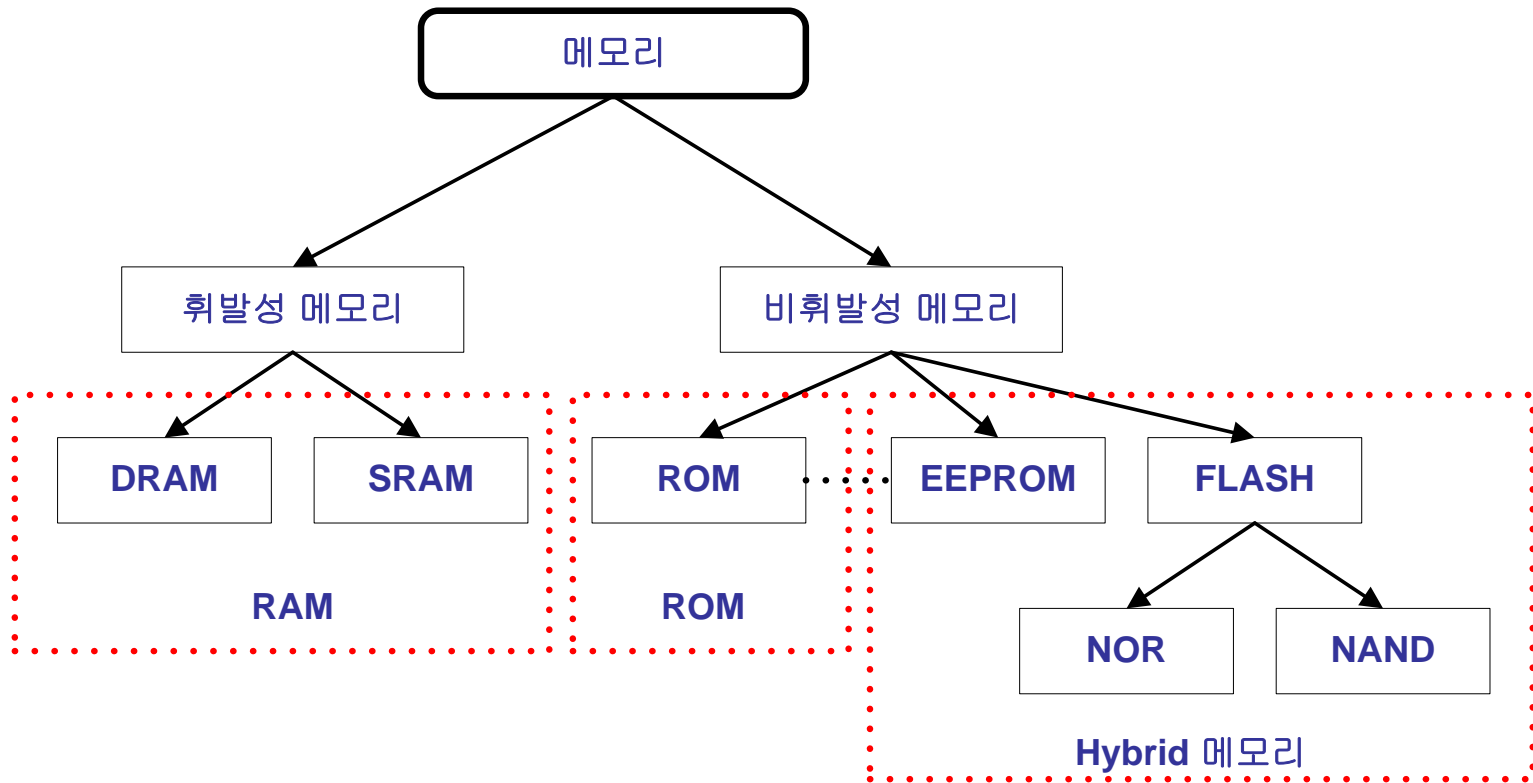 메모리
휘발성 메모리
비휘발성 메모리
DRAM
SRAM
ROM
EEPROM
FLASH
RAM
ROM
NOR
NAND
Hybrid 메모리